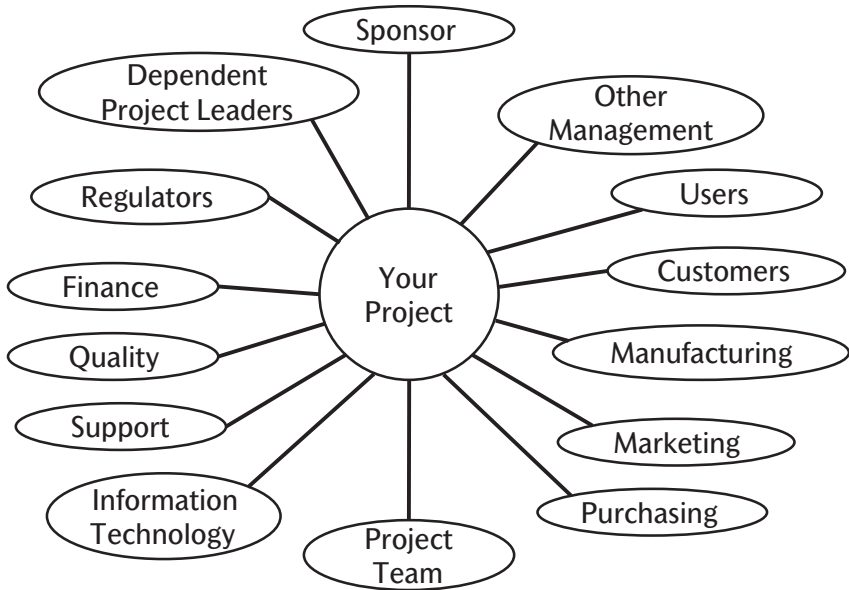 Sponsor
Dependent
Project Leaders
Other
Management
Regulators
Users
Finance
Your
Project
Customers
Quality
Manufacturing
Support
Marketing
Information
Technology
Purchasing
Project
Team